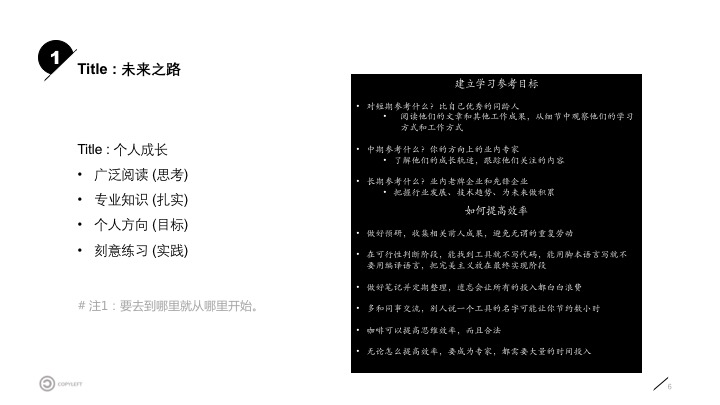 1
Title : 未来之路
Title : 个人成长
• 广泛阅读 (思考)
• 专业知识 (扎实)
• 个人方向 (目标)
• 刻意练习 (实践)
# 注1：要去到哪里就从哪里开始。
建立学习参考目标
• 对短期参考什么？比自己优秀的同龄人
• 阅读他们的文章和其他工作成果，从细节中观察他们的学习
方式和工作方式
• 中期参考什么？你的方向上的业内专家
• 了解他们的成长轨迹，跟踪他们关注的内容
• 长期参考什么？业内老牌企业和先锋企业
• 把握行业发展、技术趋势、为未来做积累
如何提高效率
• 做好预研，收集相关前人成果，避免无谓的重复劳动
• 在可行性判断阶段，能找到工具就不写代码，能用脚本语言写就不
要用编译语言，把完美主义放在最终实现阶段
• 做好笔记并定期整理，遗忘会让所有的投入都白白浪费
• 多和同事交流，别人说一个工具的名字可能让你节约数小时
• 咖啡可以提高思维效率，而且合法
• 无论怎么提高效率，要成为专家，都需要大量的时间投入
COPYLEFT
6